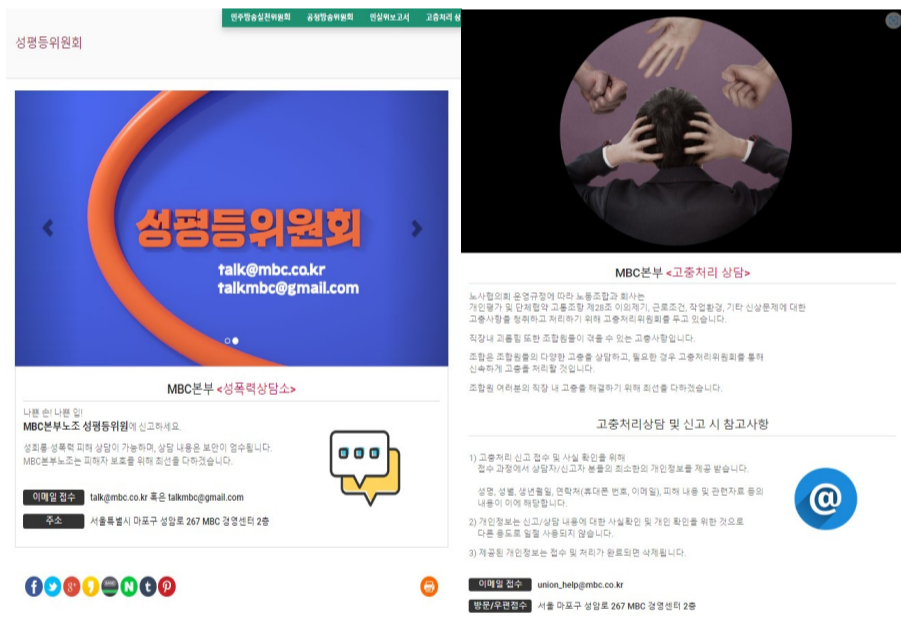 민주방송실천위원회 공정방송위원회 민실위보고서 고충처리 상
성평등위원회
성평등위원회
talk@mbc.co.kr
talkmbc@gmail.com
MBC본부 <성폭력상담소>
나쁜 손! 나쁜 입!
MBC본부노조 성평등위원에 신고하세요.
성희롱·성폭력 피해 상담이 가능하며, 상담 내용은 보안이 엄수됩니다.
MBC본부노조는 피해자 보호를 위해 최선을 다하겠습니다.
이메일 접수 talk@mbc.co.kr 혹은 talkmbc@gmail.com
주소 서울특별시 마포구 성암로 267 MBC 경영센터 2층
MBC본부 <고충처리 상담>
노사협의회 운영규정에 따라 노동조합과 회사는
개인평가 및 단체협약 고통조항 제28조 이의제기, 근로조건, 작업환경, 기타 신상문제에 대한
고충사항을 청취하고 처리하기 위해 고충처리위원회를 두고 있습니다.
직장내 괴롭힘 또한 조합원들이 겪을 수 있는 고충사항입니다.
조합은 조합원들의 다양한 고충을 상담하고, 필요한 경우 고충처리위원회를 통해
신속하게 고충을 처리할 것입니다.
조합원 여러분의 직장 내 고충을 해결하기 위해 최선을 다하겠습니다.
고충처리상담 및 신고 시 참고사항
1) 고충처리 신고 접수 및 사실 확인을 위해
접수 과정에서 상담자/신고자 분들의 최소한의 개인정보를 제공 받습니다.
성명, 성별, 생년월일, 연락처(휴대폰 번호, 이메일), 피해 내용 및 관련자료 등의
내용이 이에 해당합니다.
2) 개인정보는 신고/상담 내용에 대한 사실확인 및 개인 확인을 위한 것으로
다른 용도로 일절 사용되지 않습니다.
3) 제공된 개인정보는 접수 및 처리가 완료되면 삭제됩니다.
이메일 접수 union_help@mbc.co.kr
방문/우편접수 서울 마포구 성암로 267 MBC 경영센터 2층